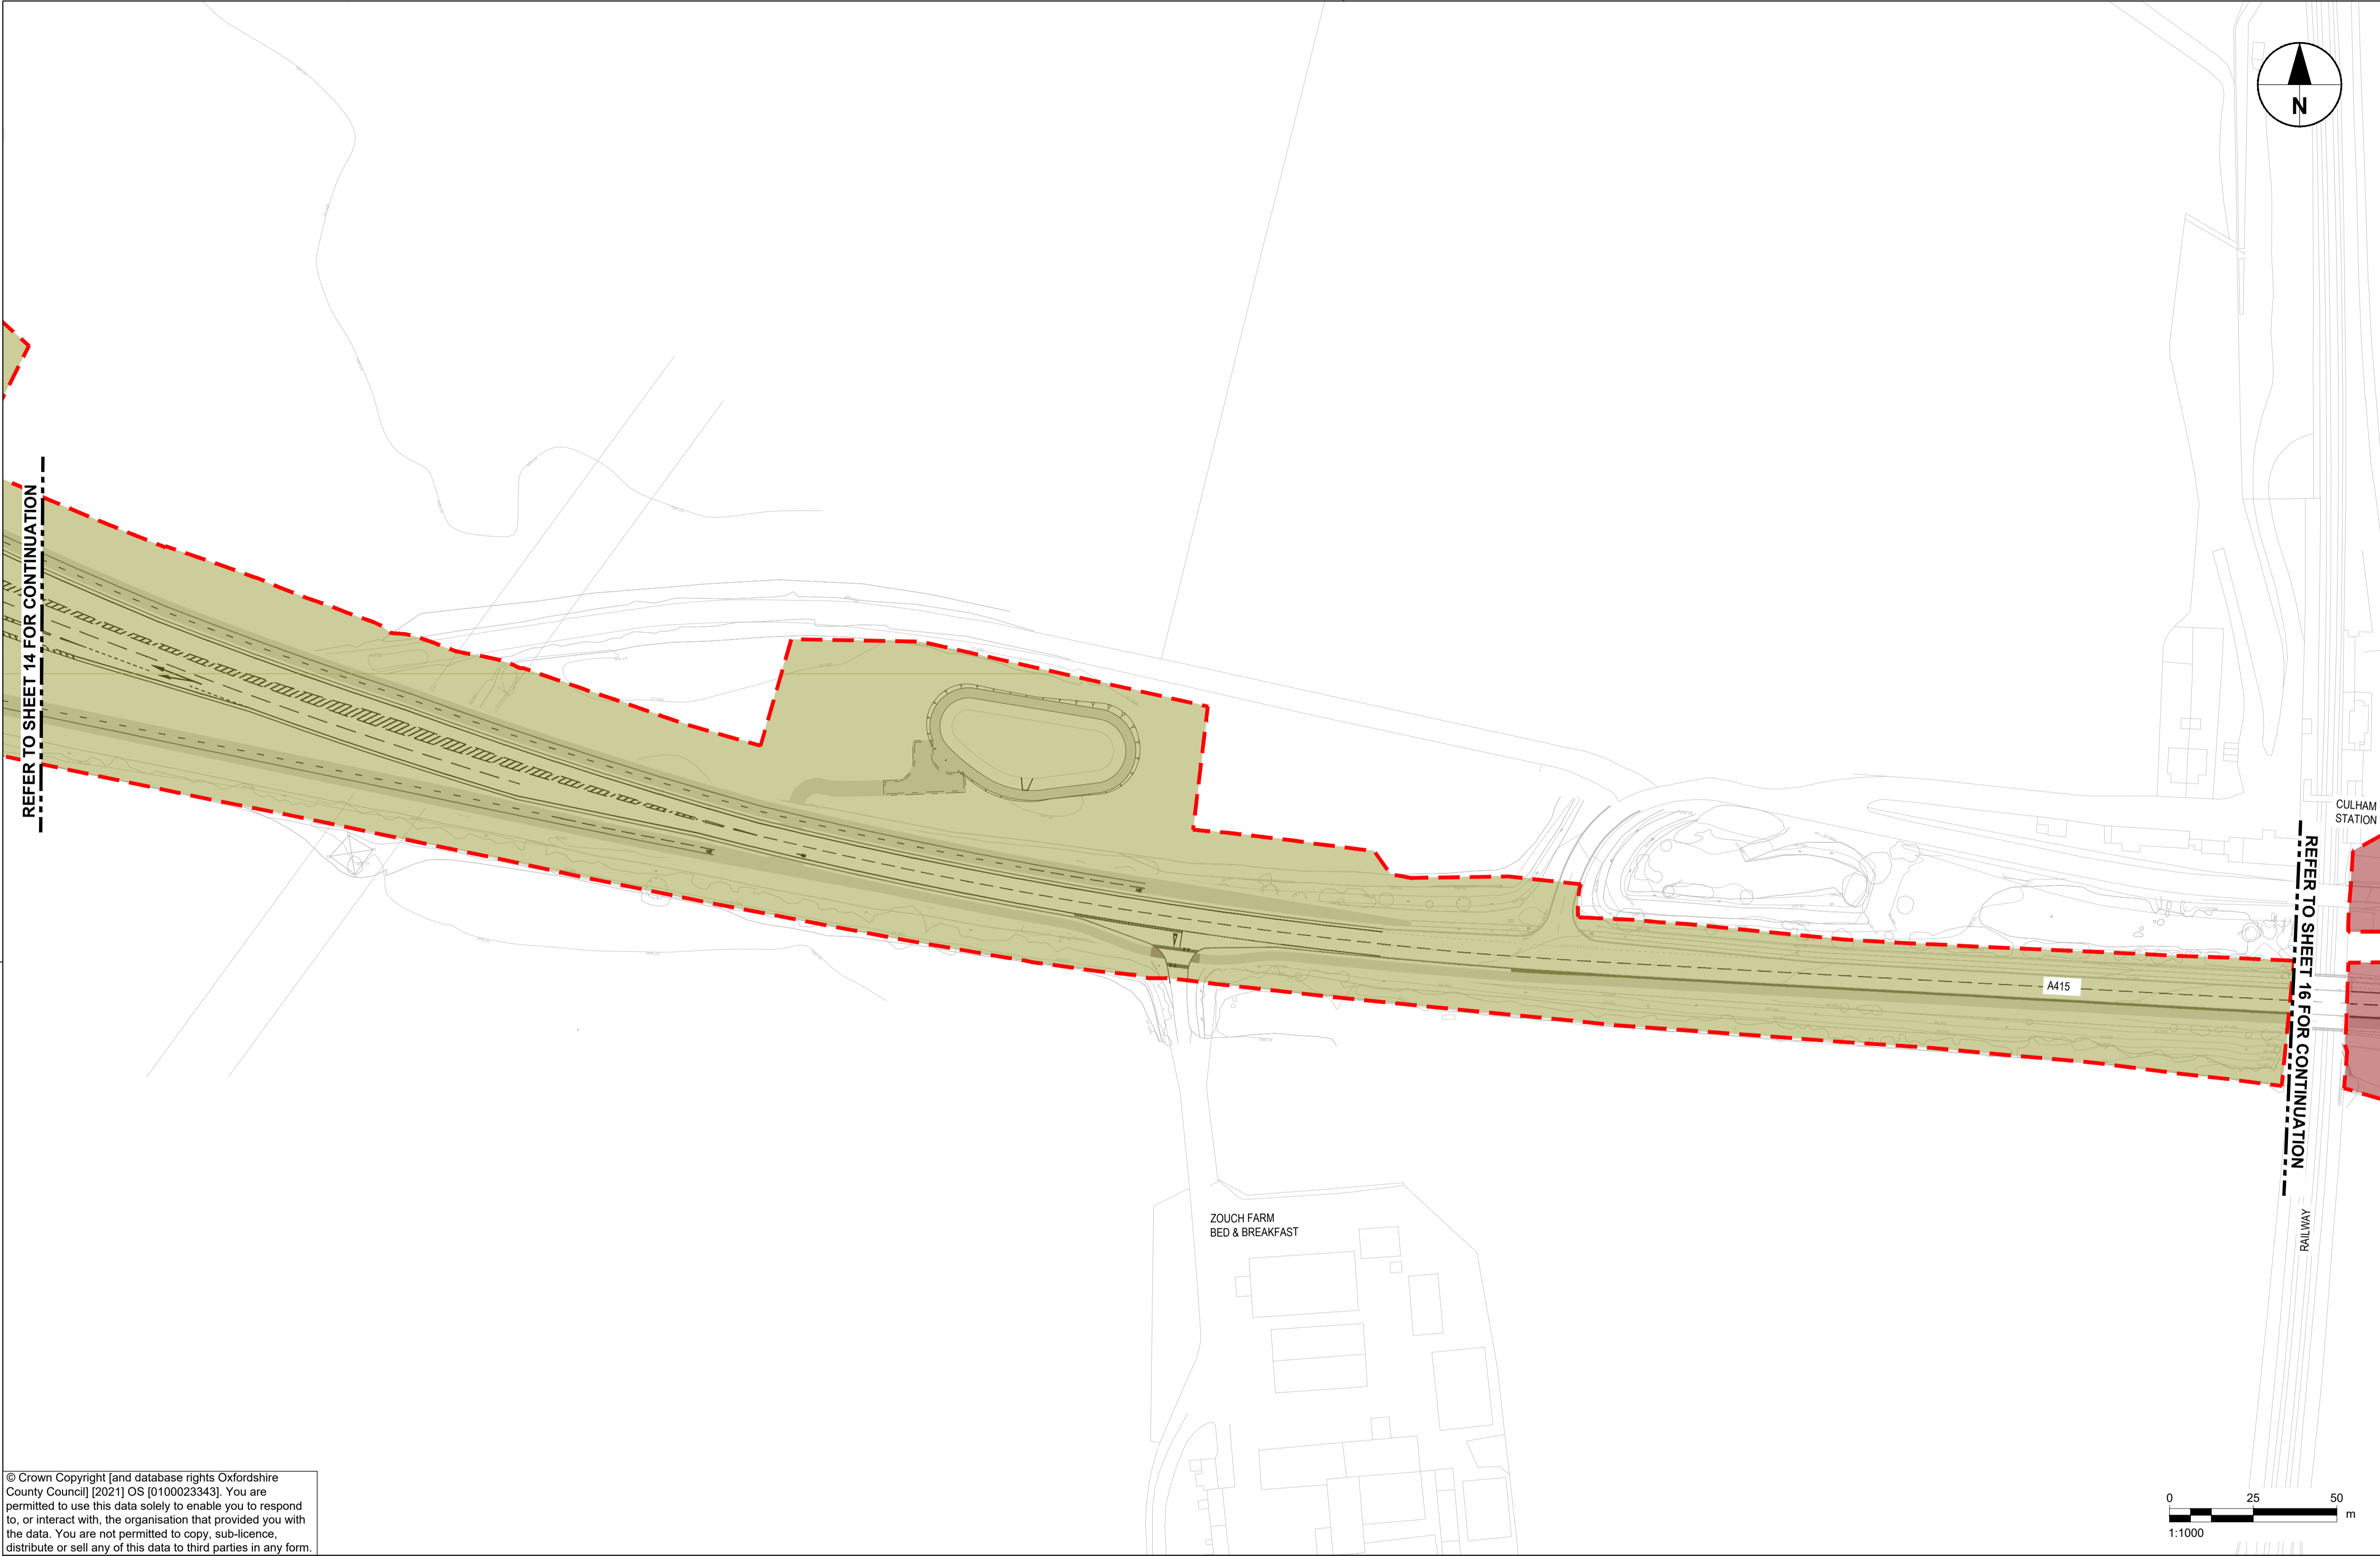 N
REFER TO SHEET 14 FOR CONTINUATION
CULHAM
STATION
REFER TO SHEET 16 FOR CONTINUATION
A415
ZOUCH FARM
BED & BREAKFAST
RAILWAY
© Crown Copyright [and database rights Oxfordshire
County Council] [2021] OS [0100023343]. You are
permitted to use this data solely to enable you to respond
to, or interact with, the organisation that provided you with
the data. You are not permitted to copy, sub-licence,
distribute or sell any of this data to third parties in any form.
0 25 50
m
1:1000